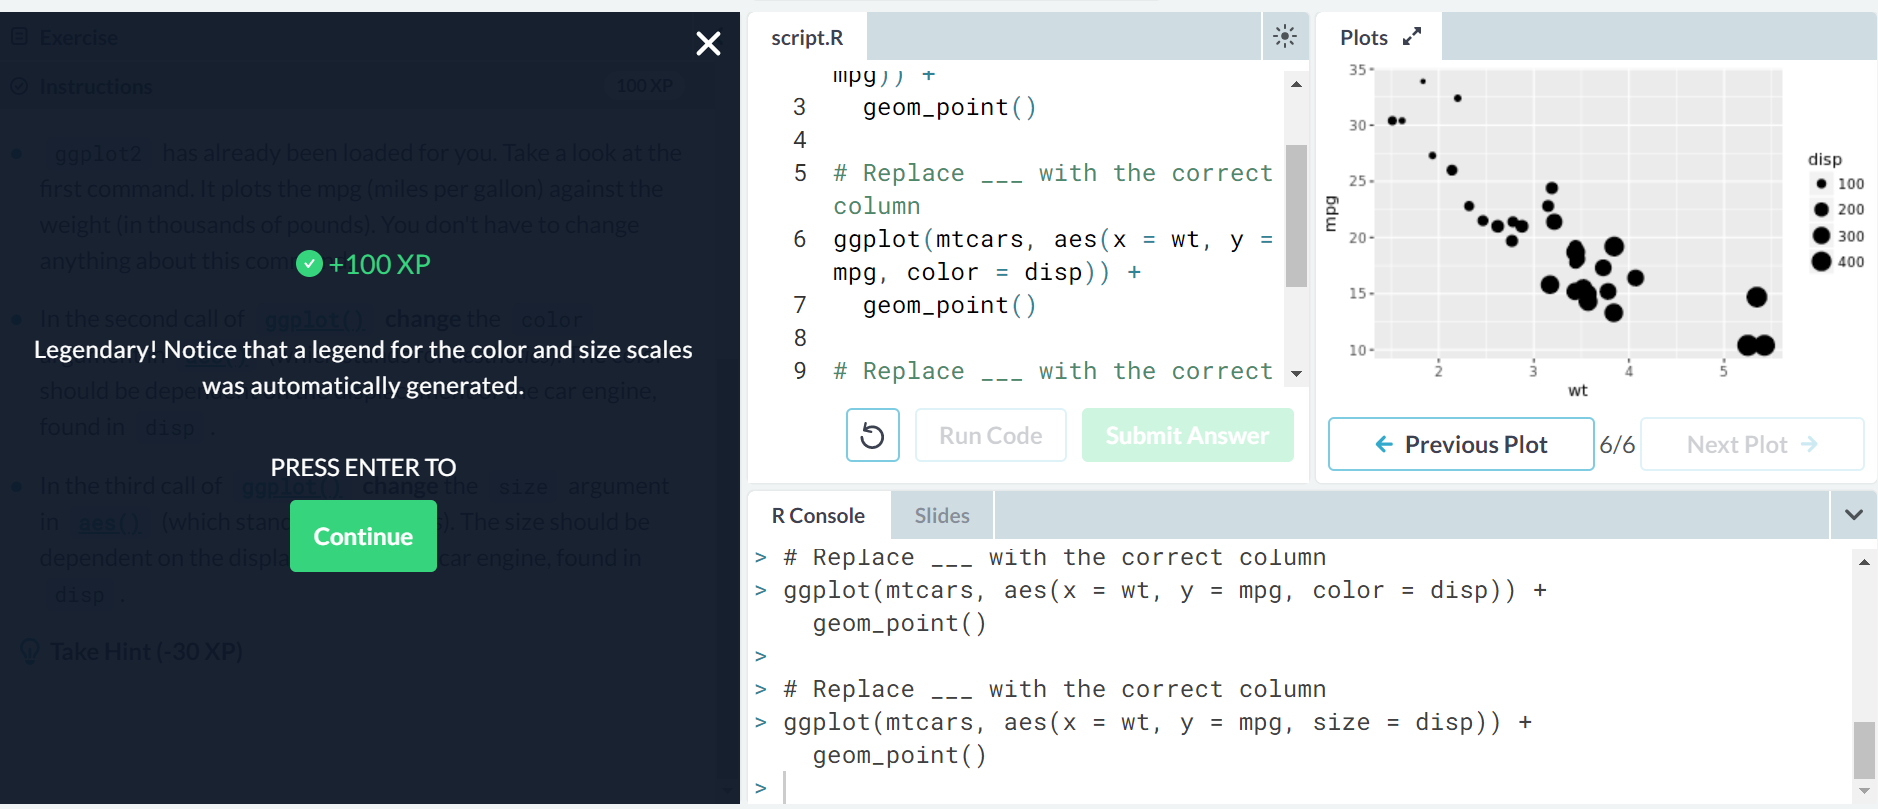 Exercise
Instructions
100 XP
ggplot2 has already been loaded for you. Take a look at the
first command. It plots the mpg (miles per gallon) against the
weight (in thousands of pounds). You don't have to change
anything about this com
+100 XP
In the second call of ggplot() change the color
Legendary! Notice that a legend for the color and size scales
was automatically generated.
should be depen
car engine,
found in disp .
PRESS ENTER TO
In the third call of ggplot() change the size argument
in aes() (which stan
). The size should be
Continue
dependent on the displa
car engine, found in
disp .
Take Hint (-30 XP)
script.R
mpg)) +
3 geom_point()
4
5 # Replace ___ with the correct
column
6 ggplot(mtcars, aes(x = wt, y =
mpg, color = disp)) +
7 geom_point()
8
9 # Replace ___ with the correct
Run Code
Submit Answer
Plots
35
30
25
20
15
10
mpg
2 3 4 5
wt
disp
100
200
300
400
Previous Plot
6/6
Next Plot
R Console
Slides
> # Replace ___ with the correct column
> ggplot(mtcars, aes(x = wt, y = mpg, color = disp)) +
geom_point()
>
> # Replace ___ with the correct column
> ggplot(mtcars, aes(x = wt, y = mpg, size = disp)) +
geom_point()
>